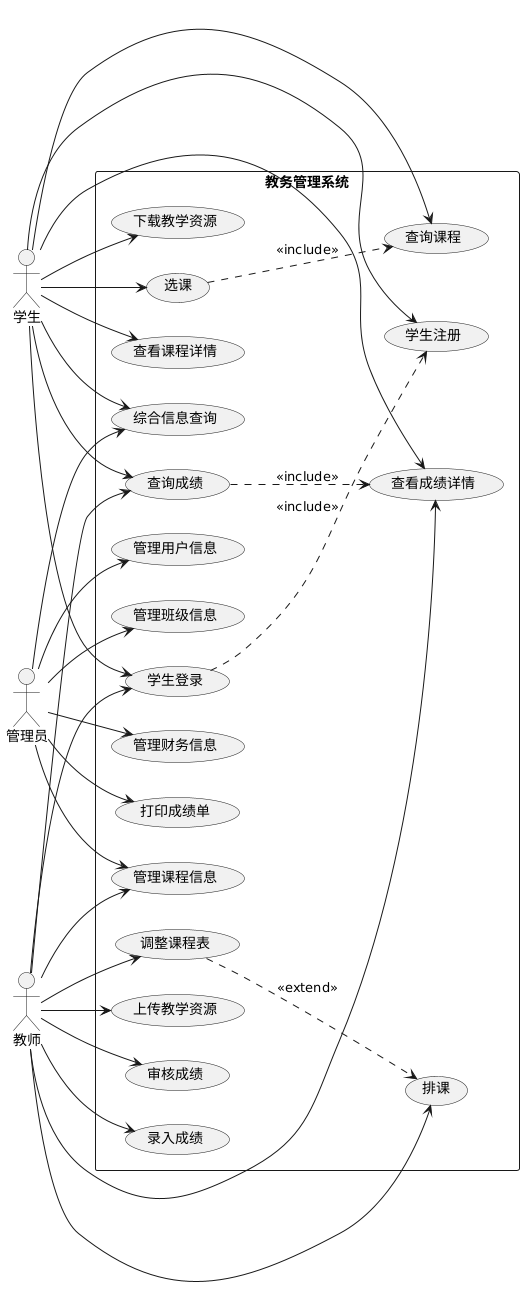 教务管理系统
下载教学资源
查询课程
«include»
选课
学生
学生注册
查看课程详情
综合信息查询
查询成绩
«include»
查看成绩详情
«include»
管理用户信息
管理班级信息
学生登录
管理员
管理财务信息
打印成绩单
管理课程信息
调整课程表
«extend»
上传教学资源
教师
审核成绩
排课
录入成绩